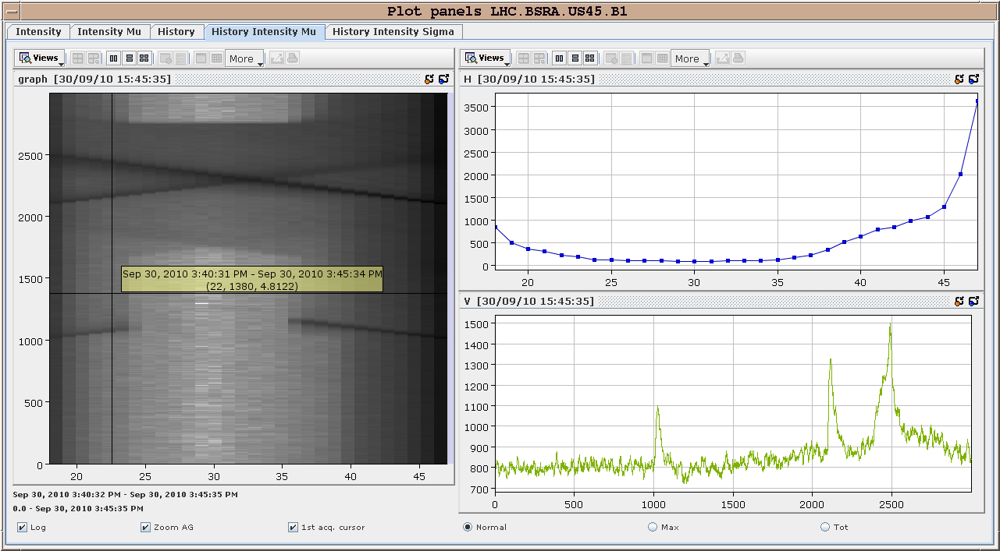 Plot panels LHC.BSRA.US45.B1
Intensity Intensity Mu History History Intensity Mu History Intensity Sigma
Views More Views More
graph [30/09/10 15:45:35]
2500
2000
1500
1000
500
0
20 25 30 35 40 45
Sep 30, 2010 3:40:31 PM - Sep 30, 2010 3:45:34 PM
(22, 1380, 4.8122)
Sep 30, 2010 3:40:32 PM - Sep 30, 2010 3:45:35 PM
0.0 - Sep 30, 2010 3:45:35 PM
H [30/09/10 15:45:35]
3500
3000
2500
2000
1500
1000
500
0
20 25 30 35 40 45
V [30/09/10 15:45:35]
1500
1400
1300
1200
1100
1000
900
800
700
0 500 1000 1500 2000 2500
Log Zoom AG 1st acq. cursor Normal Max Tot